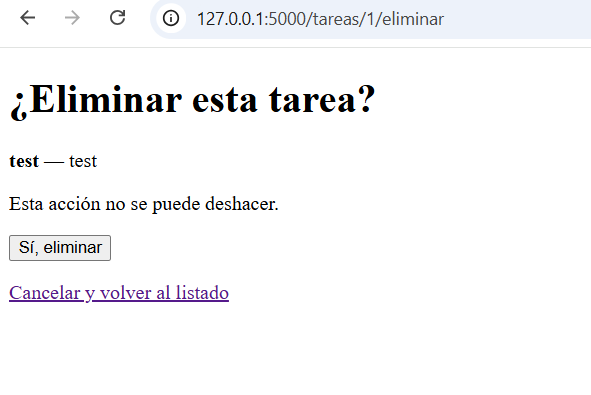 127.0.0.1:5000/tareas/1/eliminar
¿Eliminar esta tarea?
test — test
Esta acción no se puede deshacer.
Sí, eliminar
Cancelar y volver al listado